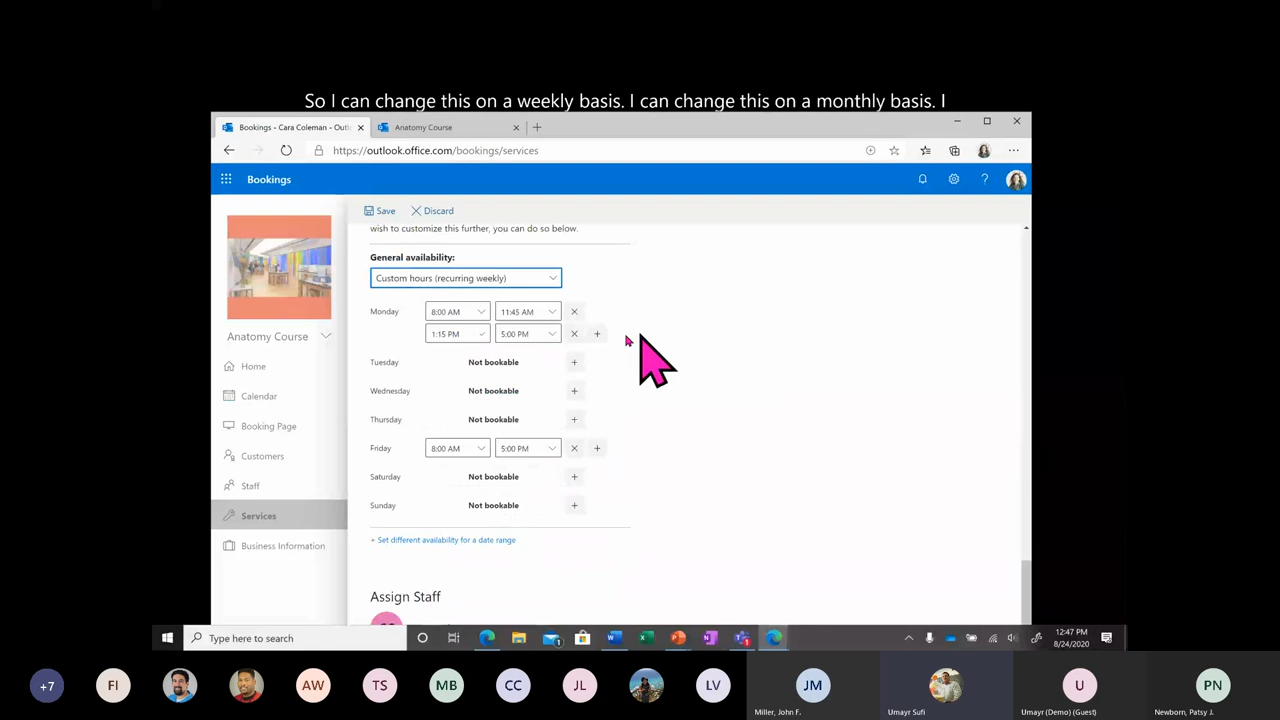 So I can change this on a weekly basis. I can change this on a monthly basis. I
Bookings - Cara Coleman - Outl
Anatomy Course
https://outlook.office.com/bookings/services
Bookings
Save Discard
wish to customize this further, you can do so below.
General availability:
Custom hours (recurring weekly)
Monday 8:00 AM 11:45 AM
1:15 PM 5:00 PM
Tuesday Not bookable
Wednesday Not bookable
Thursday Not bookable
Friday 8:00 AM 5:00 PM
Saturday Not bookable
Sunday Not bookable
+ Set different availability for a date range
Assign Staff
Anatomy Course
Home
Calendar
Booking Page
Customers
Staff
Services
Business Information
Type here to search
12:47 PM
8/24/2020
+7 FI AW TS MB CC JL LV JM U PN
Miller, John F. Umayr Sufi Umayr (Demo) (Guest) Newborn, Patsy J.